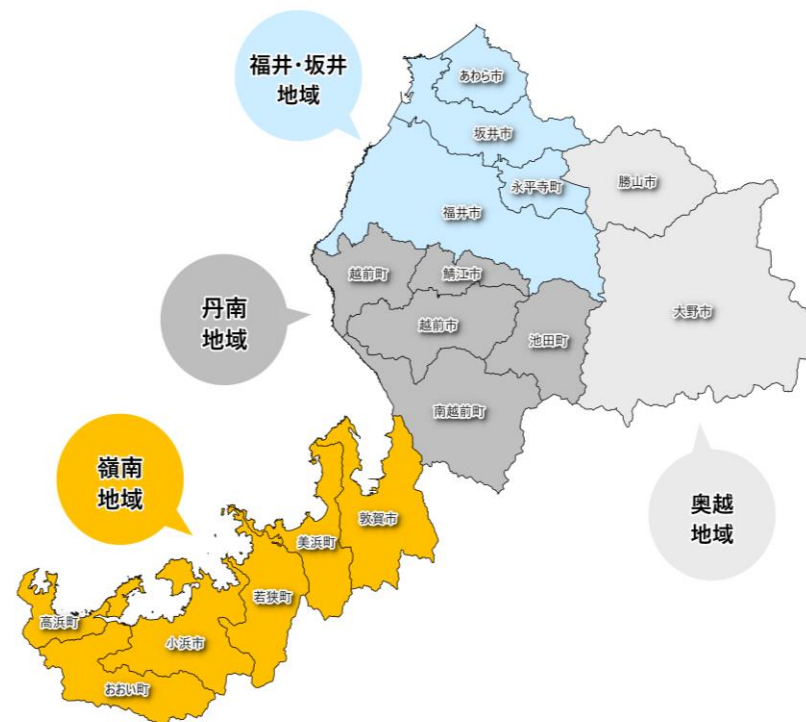 福井・坂井
地域
あわら市
坂井市
永平寺町
勝山市
福井市
越前町
鯖江市
丹南
地域
越前市
池田町
大野市
南越前町
嶺南
地域
奥越
地域
敦賀市
美浜町
若狭町
高浜町
小浜市
おおい町